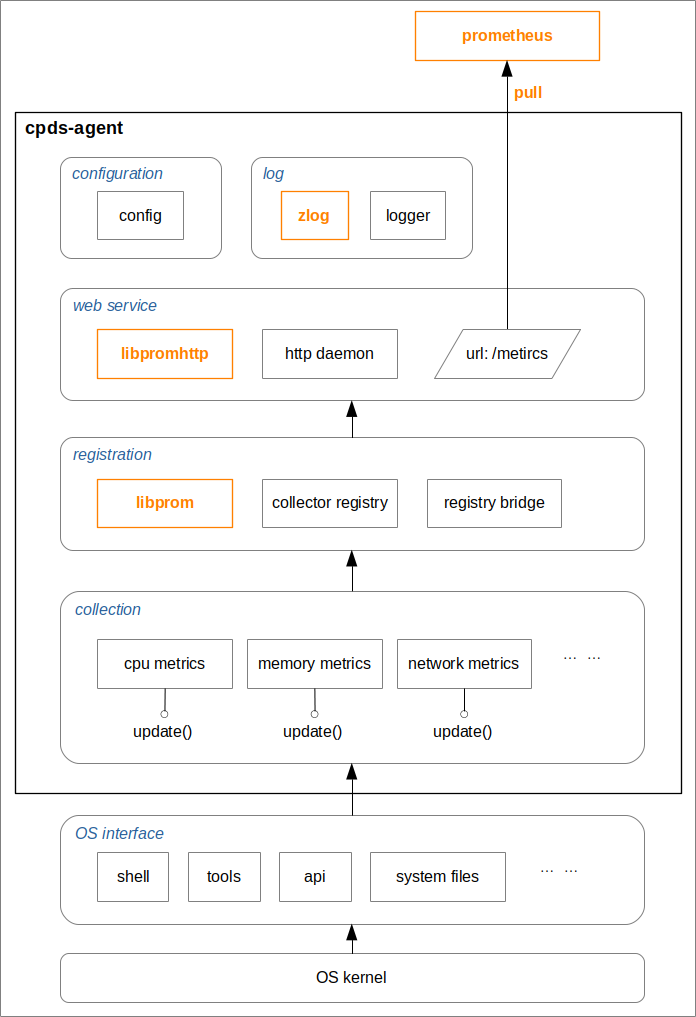 prometheus
pull
cpds-agent
configuration
config
log
zlog
logger
web service
libpromhttp
http daemon
url: /metircs
registration
libprom
collector registry
registry bridge
collection
cpu metrics
memory metrics
network metrics
... ...
update()
update()
update()
OS interface
shell
tools
api
system files
... ...
OS kernel